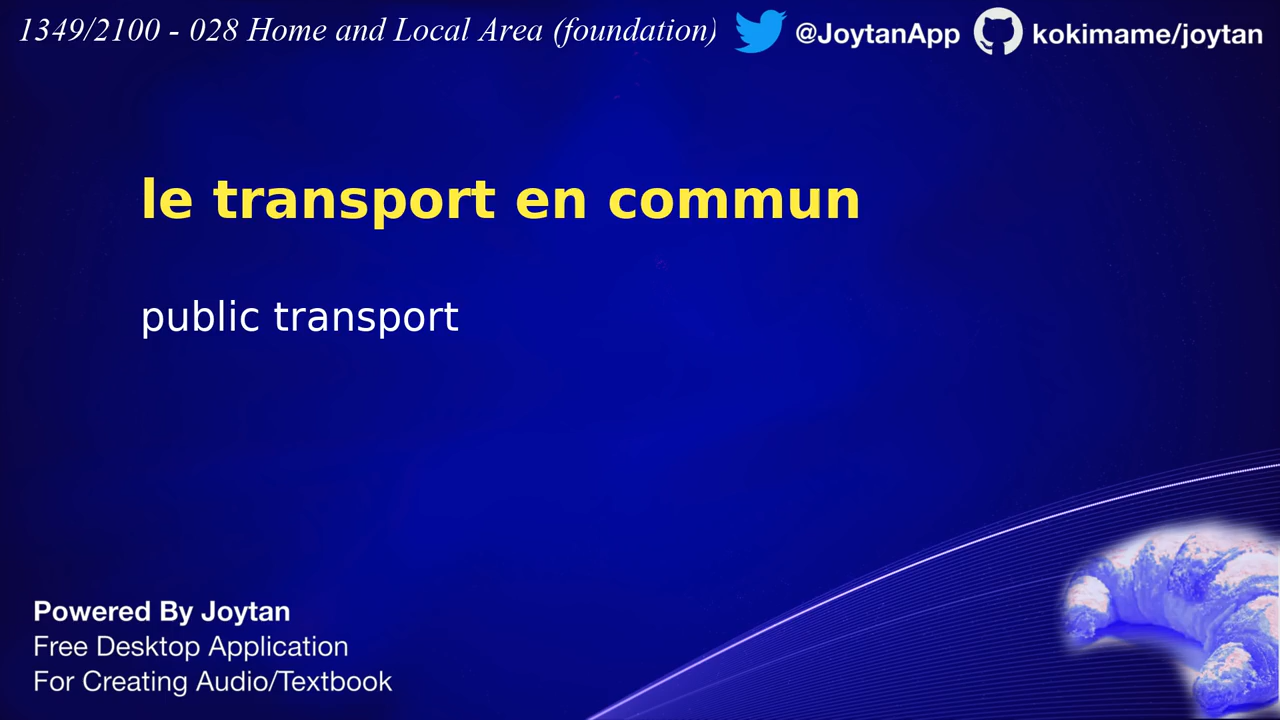 1349/2100 - 028 Home and Local Area (foundation)
@JoytanApp
kokimame/joytan
le transport en commun
public transport
Powered By Joytan
Free Desktop Application
For Creating Audio/Textbook